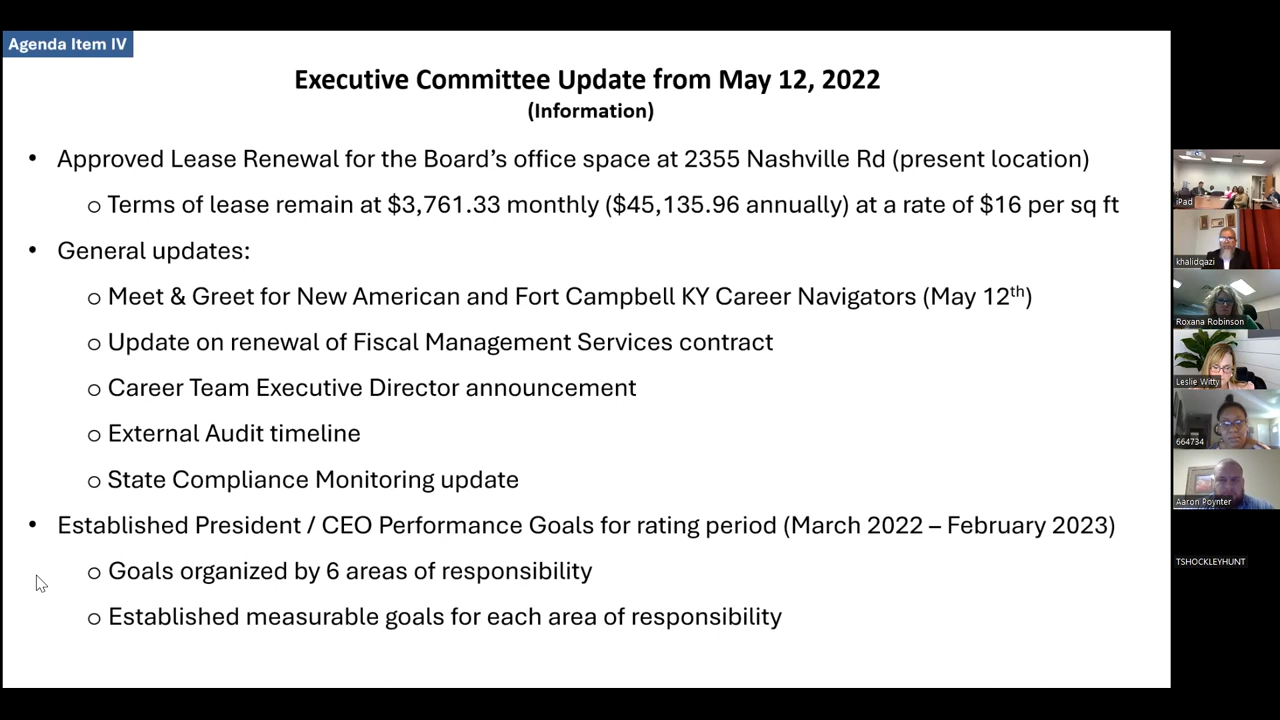 Agenda Item IV
Executive Committee Update from May 12, 2022
(Information)
• Approved Lease Renewal for the Board’s office space at 2355 Nashville Rd (present location)
o Terms of lease remain at $3,761.33 monthly ($45,135.96 annually) at a rate of $16 per sq ft
• General updates:
o Meet & Greet for New American and Fort Campbell KY Career Navigators (May 12th)
o Update on renewal of Fiscal Management Services contract
o Career Team Executive Director announcement
o External Audit timeline
o State Compliance Monitoring update
• Established President / CEO Performance Goals for rating period (March 2022 – February 2023)
o Goals organized by 6 areas of responsibility
o Established measurable goals for each area of responsibility
iPad
khalidqazi
Roxana Robinson
Leslie Witty
664734
Aaron Poynter
TSHOCKLEYHUNT